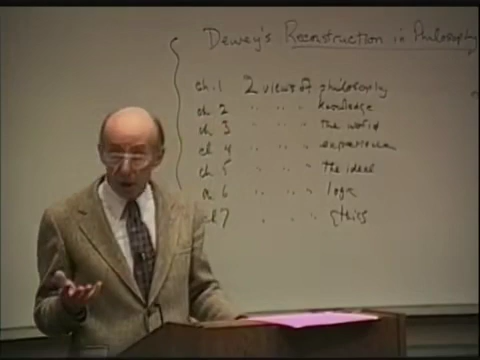 Dewey's Reconstruction in Philosophy
ch. 1 2 views of philosophy
ch 2 " " " knowledge
ch 3 " " " the world
ch 4 " " " experience
ch 5 " " " the ideal
ch 6 " " " logic
ch 7 " " " ethics